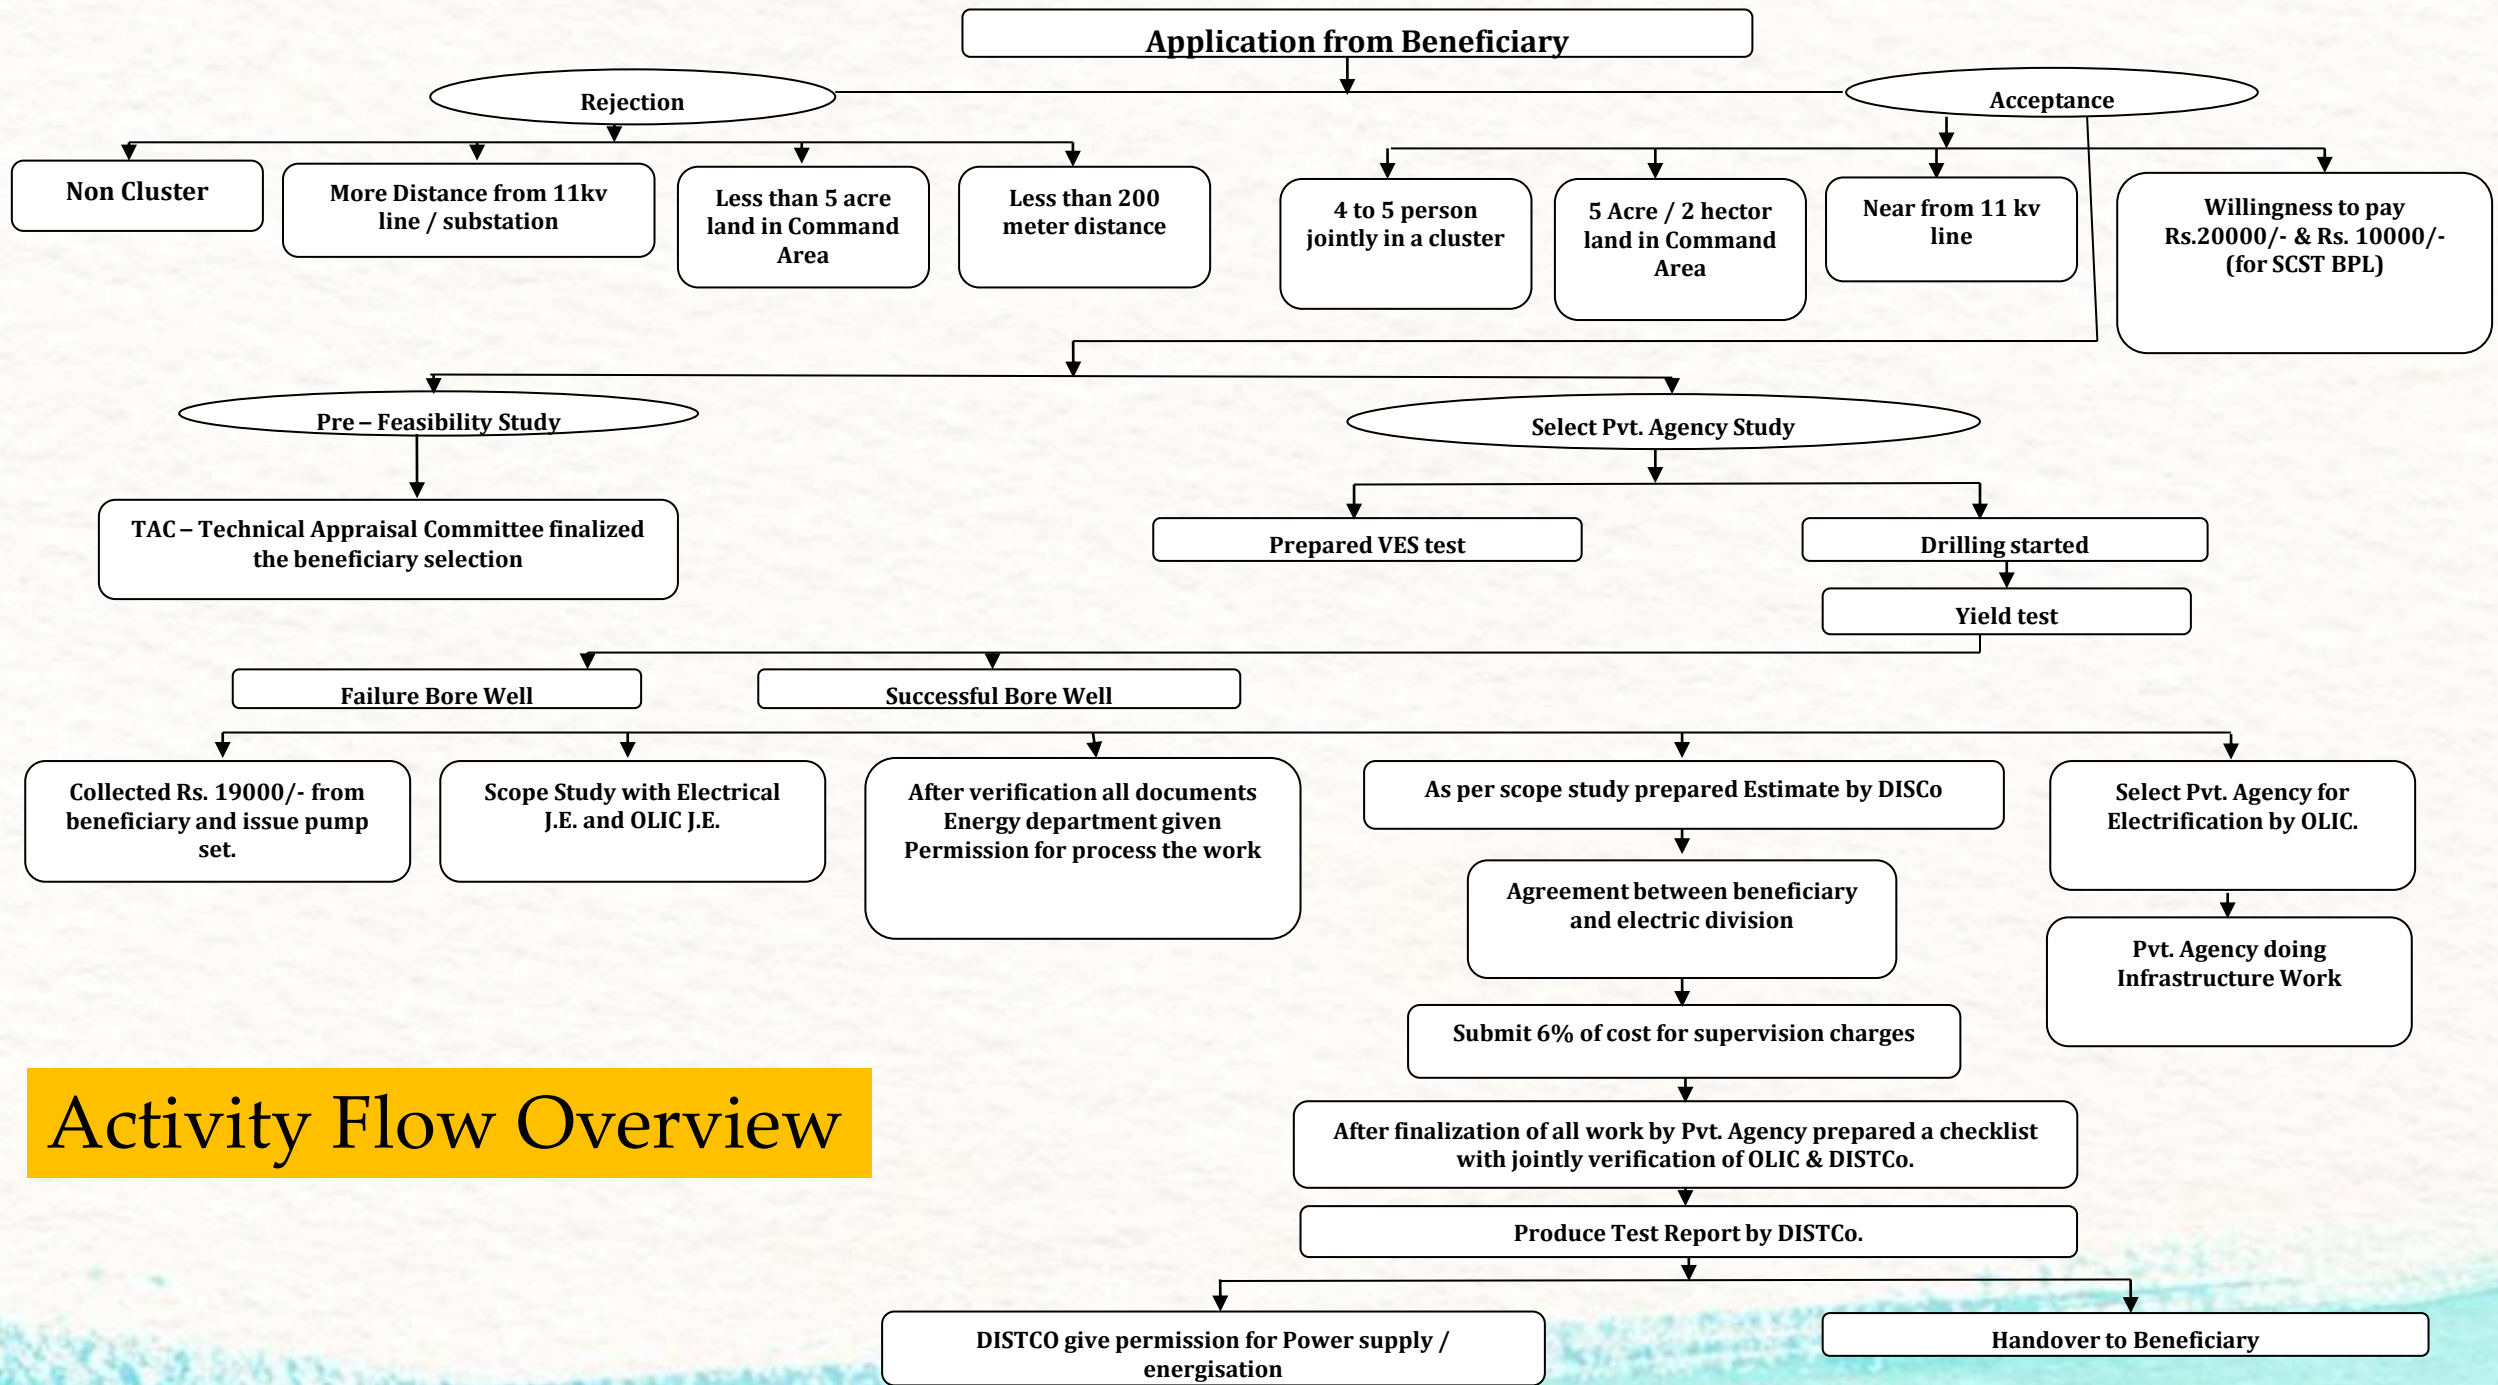 Application from Beneficiary
Rejection
Acceptance
Non Cluster
More Distance from 11kv
line / substation
Less than 5 acre
land in Command
Area
Less than 200
meter distance
4 to 5 person
jointly in a cluster
5 Acre / 2 hector
land in Command
Area
Near from 11 kv
line
Willingness to pay
Rs.20000/- & Rs. 10000/-
(for SCST BPL)
Pre – Feasibility Study
Select Pvt. Agency Study
TAC – Technical Appraisal Committee finalized
the beneficiary selection
Prepared VES test
Drilling started
Yield test
Failure Bore Well
Successful Bore Well
Collected Rs. 19000/- from
beneficiary and issue pump
set.
Scope Study with Electrical
J.E. and OLIC J.E.
After verification all documents
Energy department given
Permission for process the work
As per scope study prepared Estimate by DISCo
Select Pvt. Agency for
Electrification by OLIC.
Agreement between beneficiary
and electric division
Pvt. Agency doing
Infrastructure Work
Submit 6% of cost for supervision charges
Activity Flow Overview
After finalization of all work by Pvt. Agency prepared a checklist
with jointly verification of OLIC & DISTCo.
Produce Test Report by DISTCo.
DISTCO give permission for Power supply /
energisation
Handover to Beneficiary